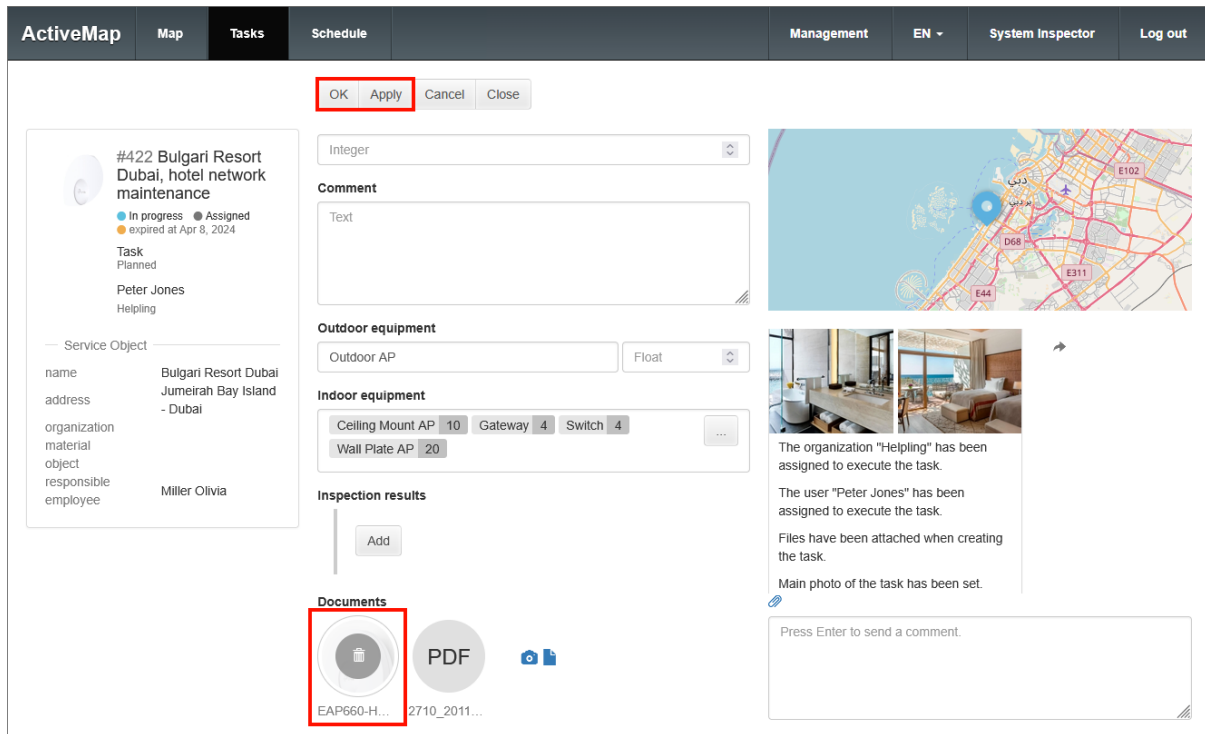 ActiveMap
Map
Tasks
Schedule
Management
EN
System Inspector
Log out
OK
Apply
Cancel
Close
#422 Bulgari Resort
Dubai, hotel network
maintenance
In progress
Assigned
expired at Apr 8, 2024
Task
Planned
Peter Jones
Helpling
Service Object
name
Bulgari Resort Dubai
address
Jumeirah Bay Island
- Dubai
organization
material
object
responsible
employee
Miller Olivia
Integer
Comment
Text
Outdoor equipment
Outdoor AP
Float
Indoor equipment
Ceiling Mount AP 10
Gateway 4
Switch 4
...
Wall Plate AP 20
Inspection results
Add
Documents
PDF
EAP660-H...
2710_2011...
E102
دبي
بر دبي
D68
E311
E44
The organization "Helpling" has been
assigned to execute the task.
The user "Peter Jones" has been
assigned to execute the task.
Files have been attached when creating
the task.
Main photo of the task has been set.
Press Enter to send a comment.